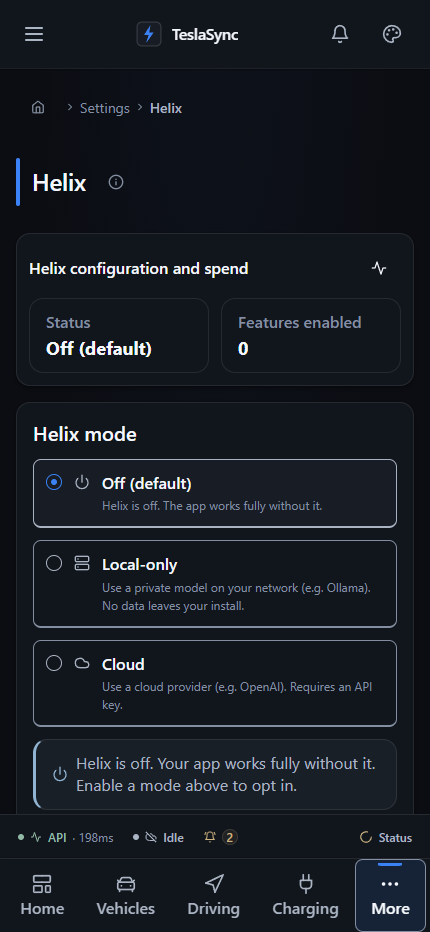 TeslaSync
Settings
Helix
Helix
Helix configuration and spend
Status
Off (default)
Features enabled
0
Helix mode
Off (default)
Helix is off. The app works fully without it.
Local-only
Use a private model on your network (e.g. Ollama).
No data leaves your install.
Cloud
Use a cloud provider (e.g. OpenAI). Requires an API
key.
Helix is off. Your app works fully without it.
Enable a mode above to opt in.
API · 198ms
Idle
2
Status
Home
Vehicles
Driving
Charging
More